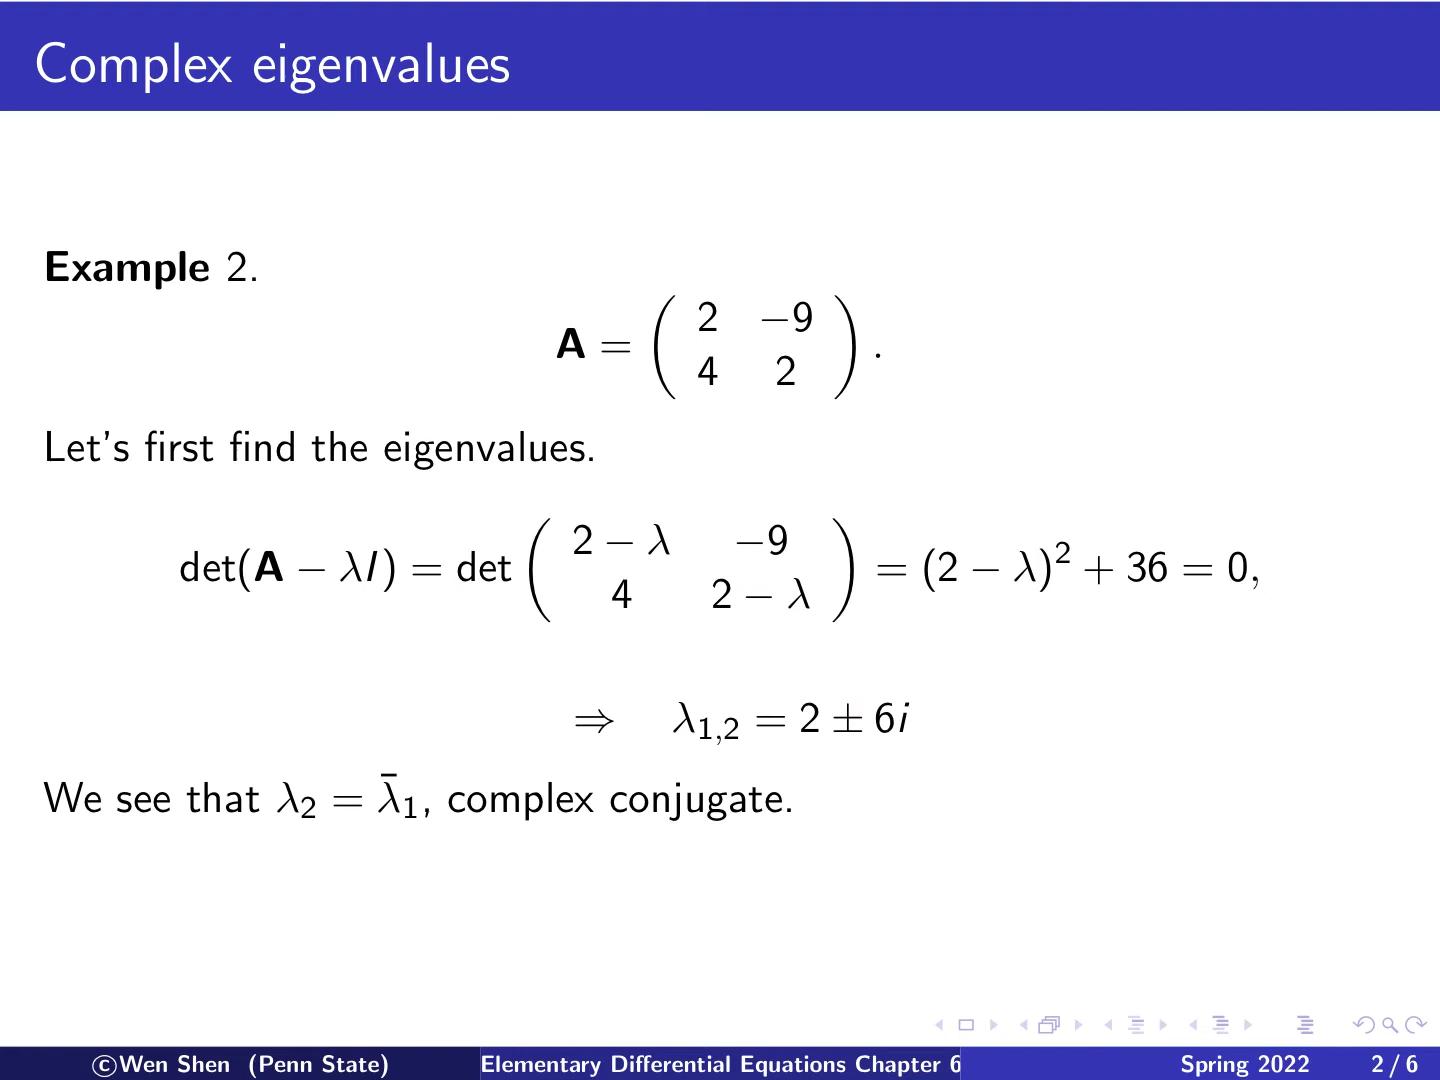 Complex eigenvalues
Example 2.
A = ( 2 −9
4 2 ) .
Let's first find the eigenvalues.
det(A − λI) = det ( 2 − λ −9
4 2 − λ ) = (2 − λ)² + 36 = 0,
⇒ λ₁,₂ = 2 ± 6i
We see that λ₂ = λ̄₁, complex conjugate.
©Wen Shen (Penn State) Elementary Differential Equations Chapter 6 Spring 2022 2 / 6